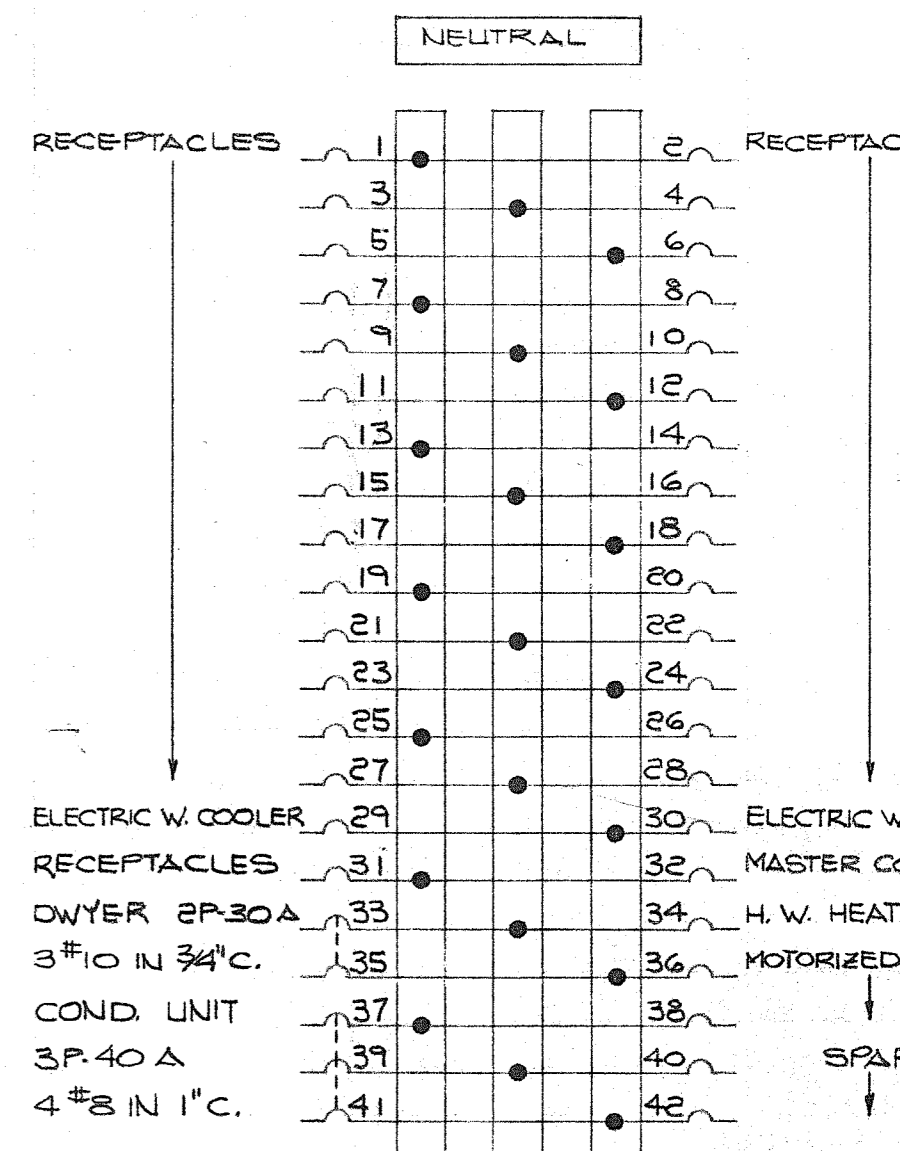 NEUTRAL
RECEPTACLES 1 2 RECEPTAC
3 4
5 6
7 8
9 10
11 12
13 14
15 16
17 18
19 20
21 22
23 24
25 26
27 28
ELECTRIC W. COOLER 29 30 ELECTRIC W
RECEPTACLES 31 32 MASTER CO
DWYER 2P-30A 33 34 H. W. HEAT
3#10 IN 3/4"C. 35 36 MOTORIZED
COND. UNIT 37 38
3P-40 A 39 40 SPAR
4#8 IN 1"C. 41 42